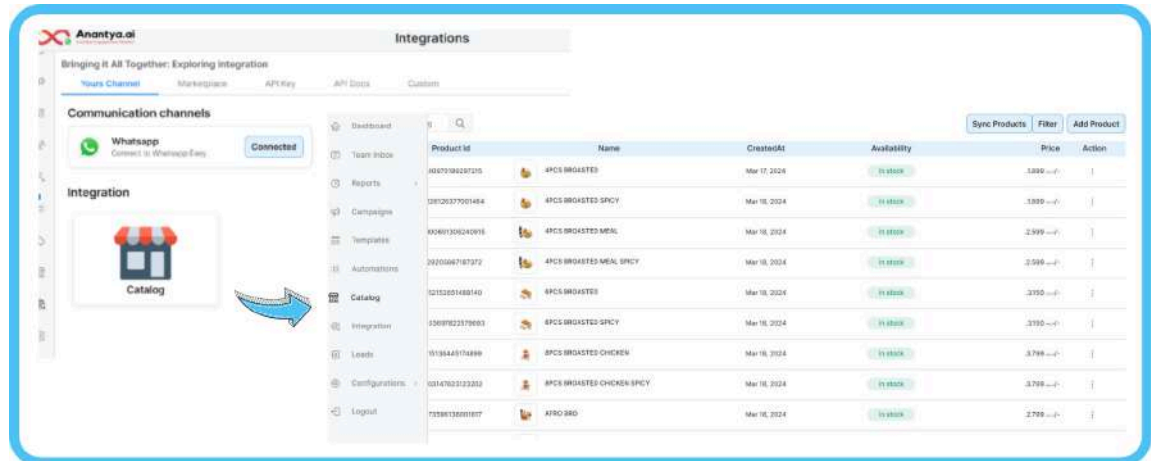 Anantya.ai
Integrations
Bringing it All Together: Exploring Integration
Yours Channel Marketplace API Key API Docs Custom
Communication channels
Whatsapp
Connect to Whatsapp Easy.
Connected
Integration
Catalog
Dashboard
Team Inbox
Reports
Campaigns
Templates
Automations
Catalog
Integration
Leads
Configurations
Logout
Sync Products Filter Add Product
Product Id Name CreatedAt Availability Price Action
4PCS BROASTED Mar 17, 2024 In stock
4PCS BROASTED SPICY Mar 18, 2024 In stock
4PCS BROASTED MEAL Mar 18, 2024 In stock
4PCS BROASTED MEAL SPICY Mar 18, 2024 In stock
8PCS BROASTED Mar 18, 2024 In stock
8PCS BROASTED SPICY Mar 18, 2024 In stock
8PCS BROASTED CHICKEN Mar 18, 2024 In stock
8PCS BROASTED CHICKEN SPICY Mar 18, 2024 In stock
AFRO BRO Mar 18, 2024 In stock